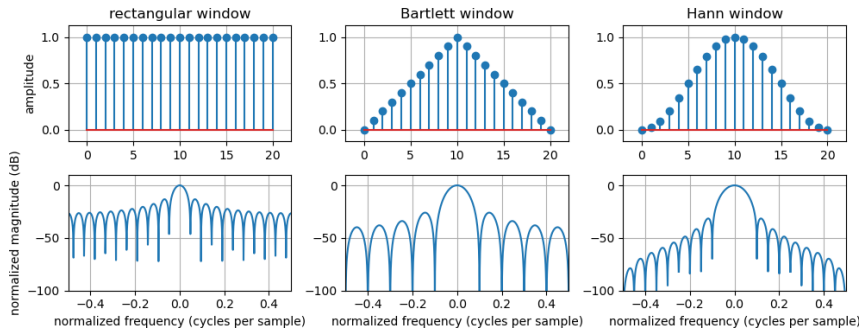 rectangular window
Bartlett window
Hann window
amplitude
1.0
0.5
0.0
0 5 10 15 20
1.0
0.5
0.0
0 5 10 15 20
1.0
0.5
0.0
0 5 10 15 20
normalized magnitude (dB)
0
−50
−100
−0.4 −0.2 0.0 0.2 0.4
normalized frequency (cycles per sample)
0
−50
−100
−0.4 −0.2 0.0 0.2 0.4
normalized frequency (cycles per sample)
0
−50
−100
−0.4 −0.2 0.0 0.2 0.4
normalized frequency (cycles per sample)